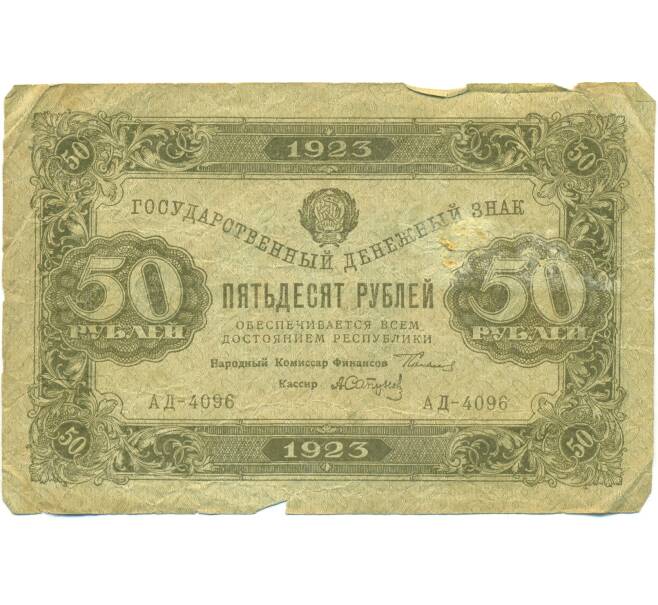 1923
50 50
ГОСУДАРСТВЕННЫЙ ДЕНЕЖНЫЙ ЗНАК
50 РУБЛЕЙ
ПЯТЬДЕСЯТ РУБЛЕЙ
50 РУБЛЕЙ
ОБЕСПЕЧИВАЕТСЯ ВСЕМ
ДОСТОЯНИЕМ РЕСПУБЛИКИ
Народный Комиссар Финансов
Кассир А.Сапунов
АД-4096 АД-4096
50 50
1923